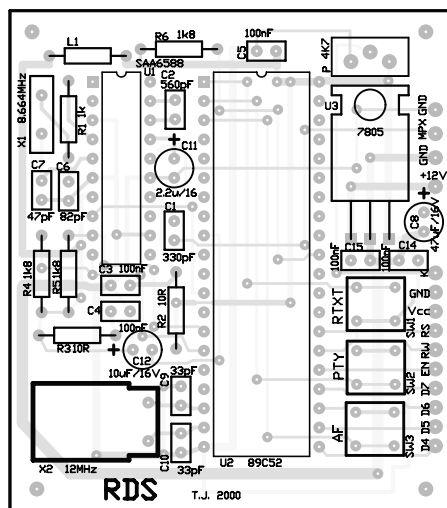 L1
R6 1k8
SAA6588
U1
100nF
C5
P 4K7
X1 8.664MHz
R1 1k
C2
560pF
U3
7805
MPX GND
GND
+12V
C11
2.2u/16
C7
C6
47pF
82pF
C1
330pF
C8
47uF/16V
C15
100nF
C14
100nF
K
R4 1k8
R5 1k8
C3 100nF
C4
100nF
10R
R2
RTXT
SW1
GND
Vcc
RS
R3 10R
C12
10uF/16V
PTY
SW2
RW
EN
D7
X2 12MHz
C9
33pF
C10
33pF
AF
SW3
D6
D5
D4
U2 89C52
RDS
T.J. 2000